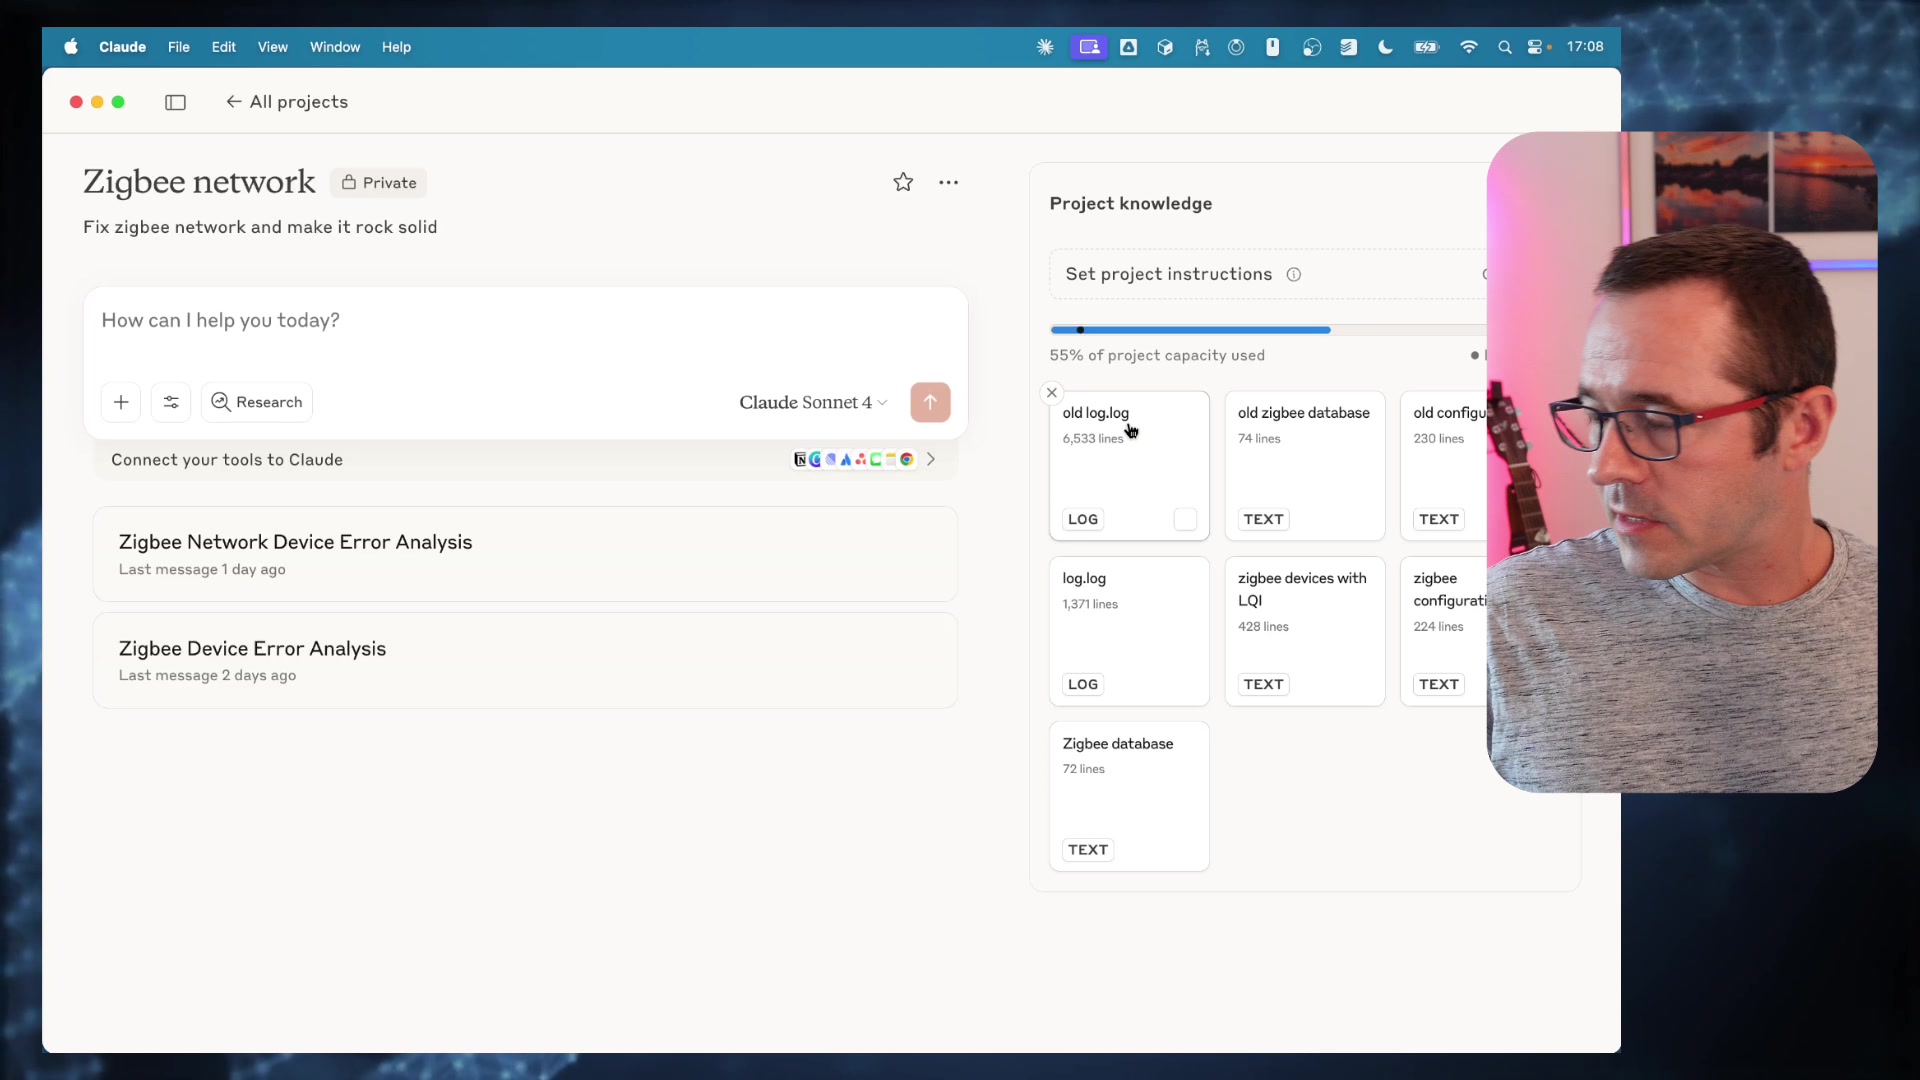 Claude File Edit View Window Help 17:08
All projects
Zigbee network Private
Fix zigbee network and make it rock solid
How can I help you today?
Research Claude Sonnet 4
Connect your tools to Claude
Zigbee Network Device Error Analysis
Last message 1 day ago
Zigbee Device Error Analysis
Last message 2 days ago
Project knowledge
Set project instructions
55% of project capacity used
old log.log
6,533 lines
LOG
old zigbee database
74 lines
TEXT
old configu
230 lines
TEXT
log.log
1,371 lines
LOG
zigbee devices with
LQI
428 lines
TEXT
zigbee
configurati
224 lines
TEXT
Zigbee database
72 lines
TEXT